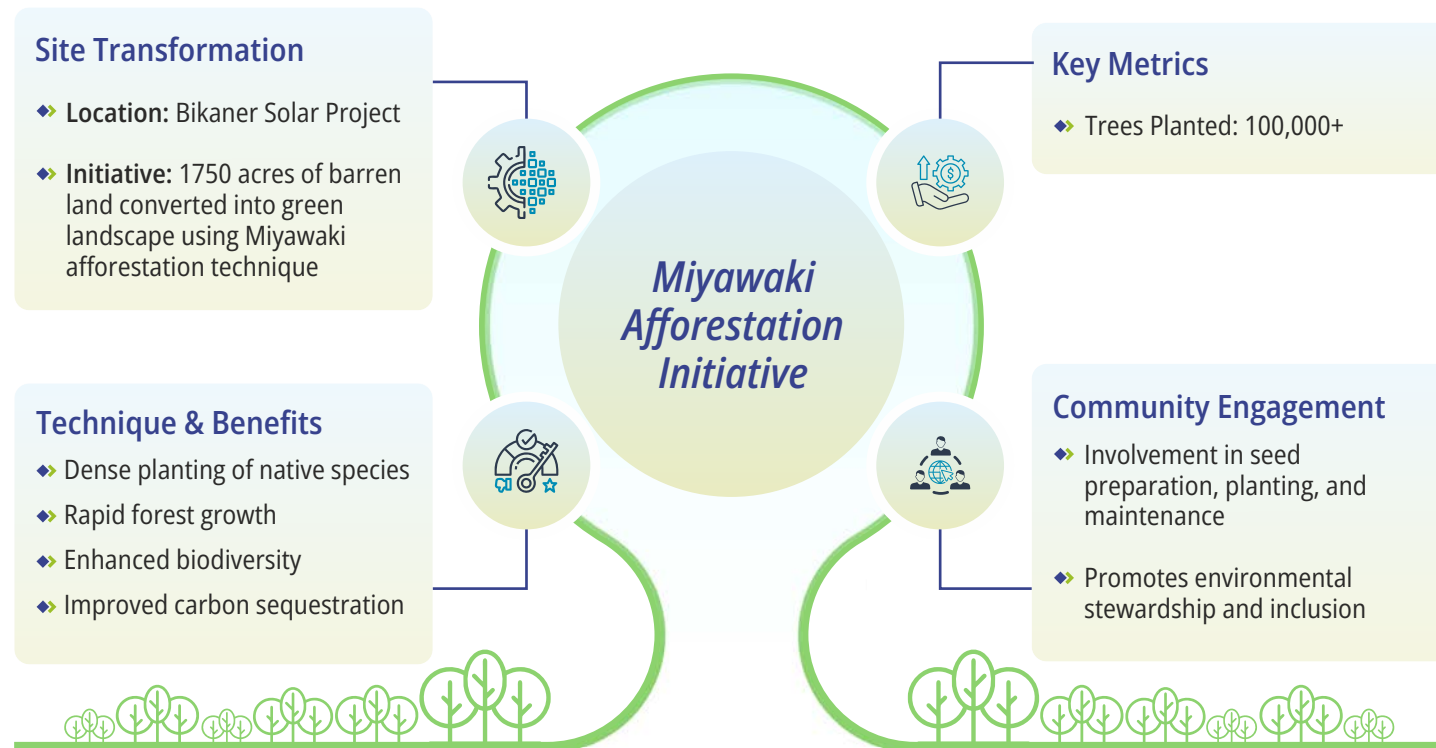 Site Transformation
Location: Bikaner Solar Project
Initiative: 1750 acres of barren
land converted into green
landscape using Miyawaki
afforestation technique
Key Metrics
Trees Planted: 100,000+
Miyawaki
Afforestation
Initiative
Technique & Benefits
Dense planting of native species
Rapid forest growth
Enhanced biodiversity
Improved carbon sequestration
Community Engagement
Involvement in seed
preparation, planting, and
maintenance
Promotes environmental
stewardship and inclusion